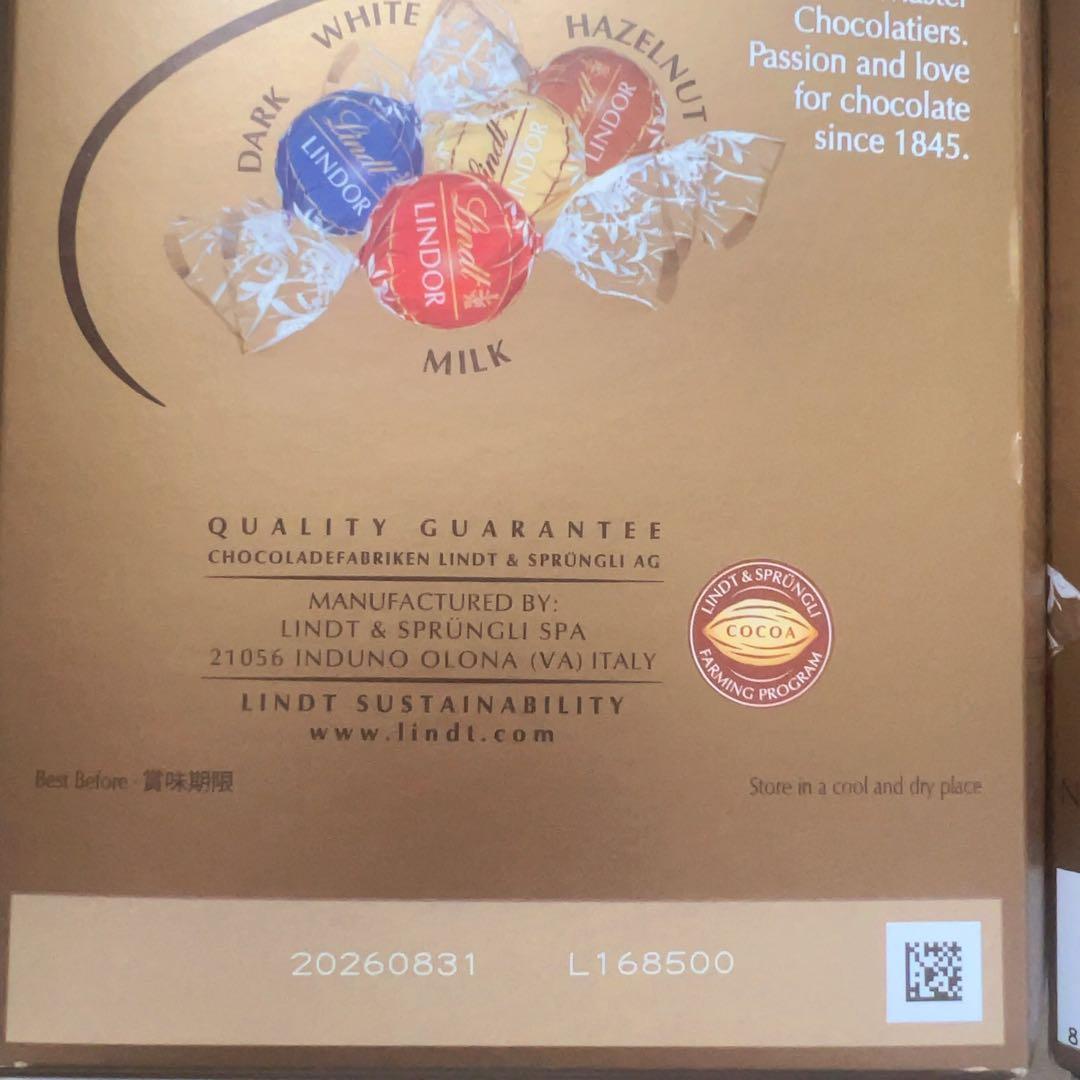 DARK
WHITE
HAZELNUT
Lindt
LINDOR
Lindt
LINDOR
Lindt
LINDOR
MILK
Chocolatiers.
Passion and love
for chocolate
since 1845.
QUALITY GUARANTEE
CHOCOLADEFABRIKEN LINDT & SPRÜNGLI AG
MANUFACTURED BY:
LINDT & SPRÜNGLI SPA
21056 INDUNO OLONA (VA) ITALY
LINDT SUSTAINABILITY
www.lindt.com
LINDT & SPRÜNGLI
COCOA
FARMING PROGRAM
Best Before · 賞味期限
Store in a cool and dry place
20260831 L168500
8